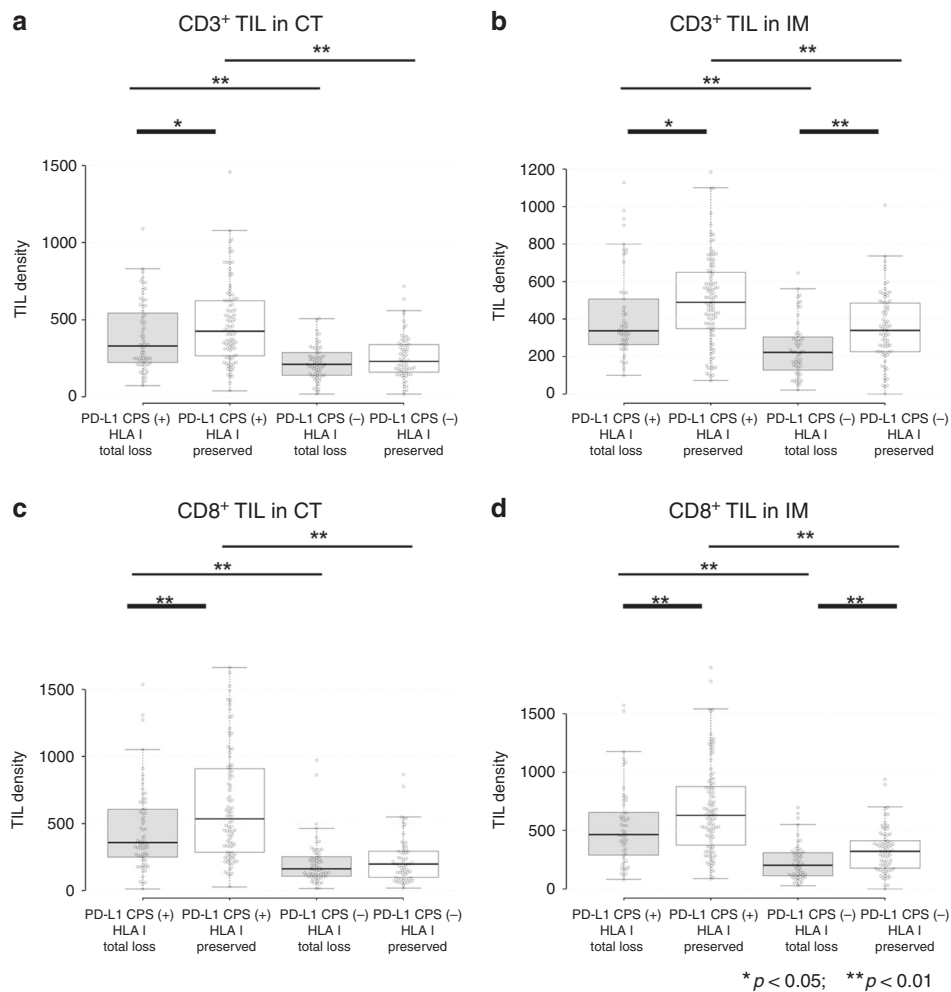 a
CD3⁺ TIL in CT
**
**
*
TIL density
1500
1000
500
0
PD-L1 CPS (+) PD-L1 CPS (+) PD-L1 CPS (−) PD-L1 CPS (−)
HLA I HLA I HLA I HLA I
total loss preserved total loss preserved
b
CD3⁺ TIL in IM
**
**
* **
TIL density
1200
1000
800
600
400
200
0
PD-L1 CPS (+) PD-L1 CPS (+) PD-L1 CPS (−) PD-L1 CPS (−)
HLA I HLA I HLA I HLA I
total loss preserved total loss preserved
c
CD8⁺ TIL in CT
**
**
**
TIL density
1500
1000
500
0
PD-L1 CPS (+) PD-L1 CPS (+) PD-L1 CPS (−) PD-L1 CPS (−)
HLA I HLA I HLA I HLA I
total loss preserved total loss preserved
d
CD8⁺ TIL in IM
**
**
** **
TIL density
1500
1000
500
0
PD-L1 CPS (+) PD-L1 CPS (+) PD-L1 CPS (−) PD-L1 CPS (−)
HLA I HLA I HLA I HLA I
total loss preserved total loss preserved
*p < 0.05; **p < 0.01